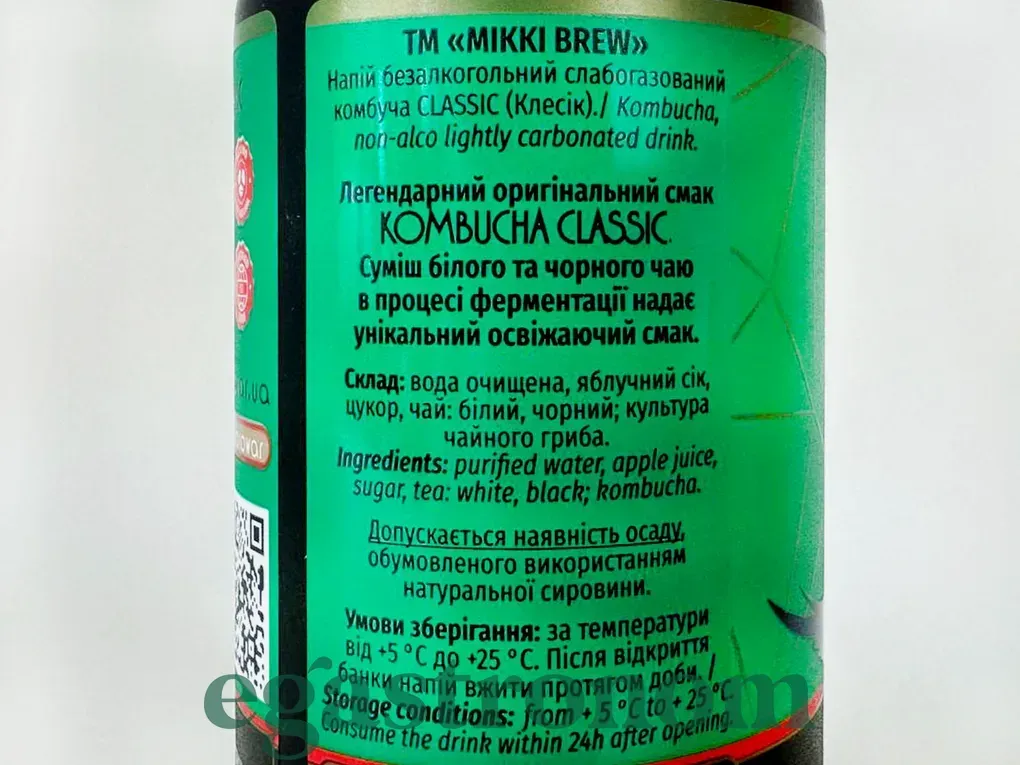 ТМ «MIKKI BREW»
Напій безалкогольний слабогазований
комбуча CLASSIC (Клесік)./ Kombucha,
non-alco lightly carbonated drink.
Легендарний оригінальний смак
KOMBUCHA CLASSIC.
Суміш білого та чорного чаю
в процесі ферментації надає
унікальний освіжаючий смак.
Склад: вода очищена, яблучний сік,
цукор, чай: білий, чорний; культура
чайного гриба.
Ingredients: purified water, apple juice,
sugar, tea: white, black; kombucha.
Допускається наявність осаду,
обумовленого використанням
натуральної сировини.
Умови зберігання: за температури
від +5 °C до +25 °C. Після відкриття
банки напій вжити протягом доби. /
Storage conditions: from + 5 °C to + 25 °C.
Consume the drink within 24h after opening.
egastronom